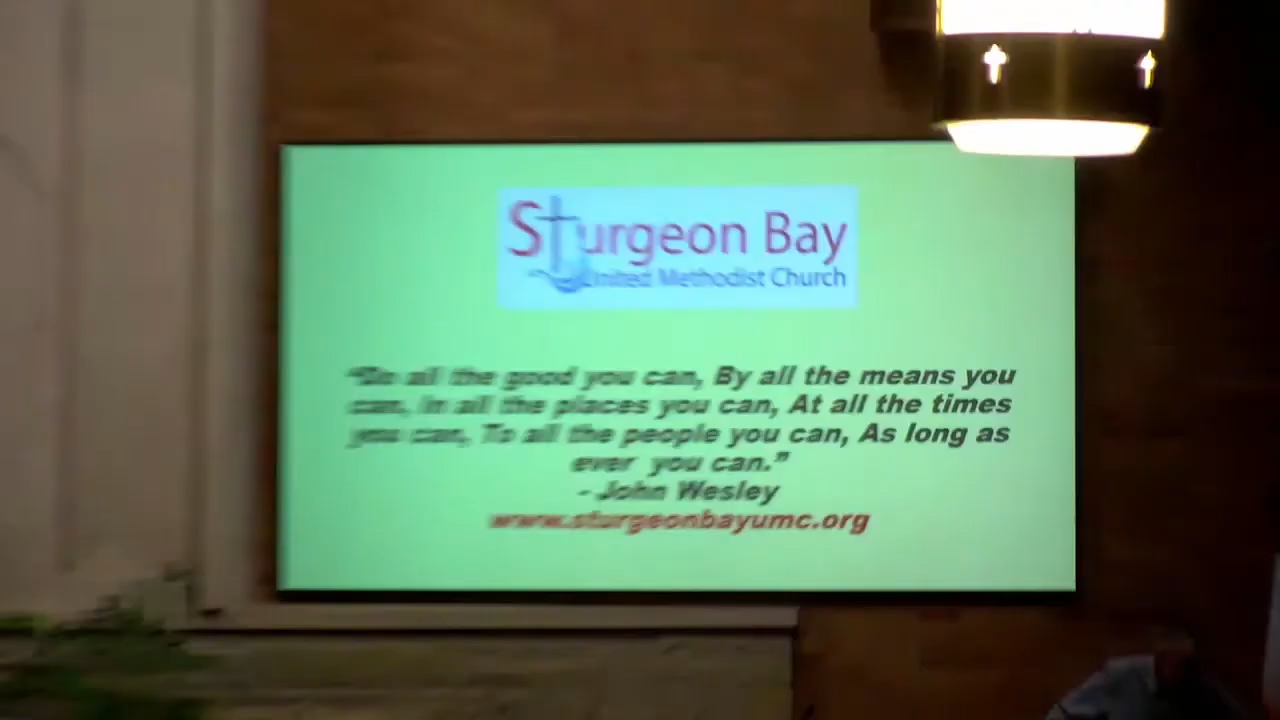 Sturgeon Bay
United Methodist Church
"Do all the good you can, By all the means you
can, In all the places you can, At all the times
you can, To all the people you can, As long as
ever you can."
- John Wesley
www.sturgeonbayumc.org